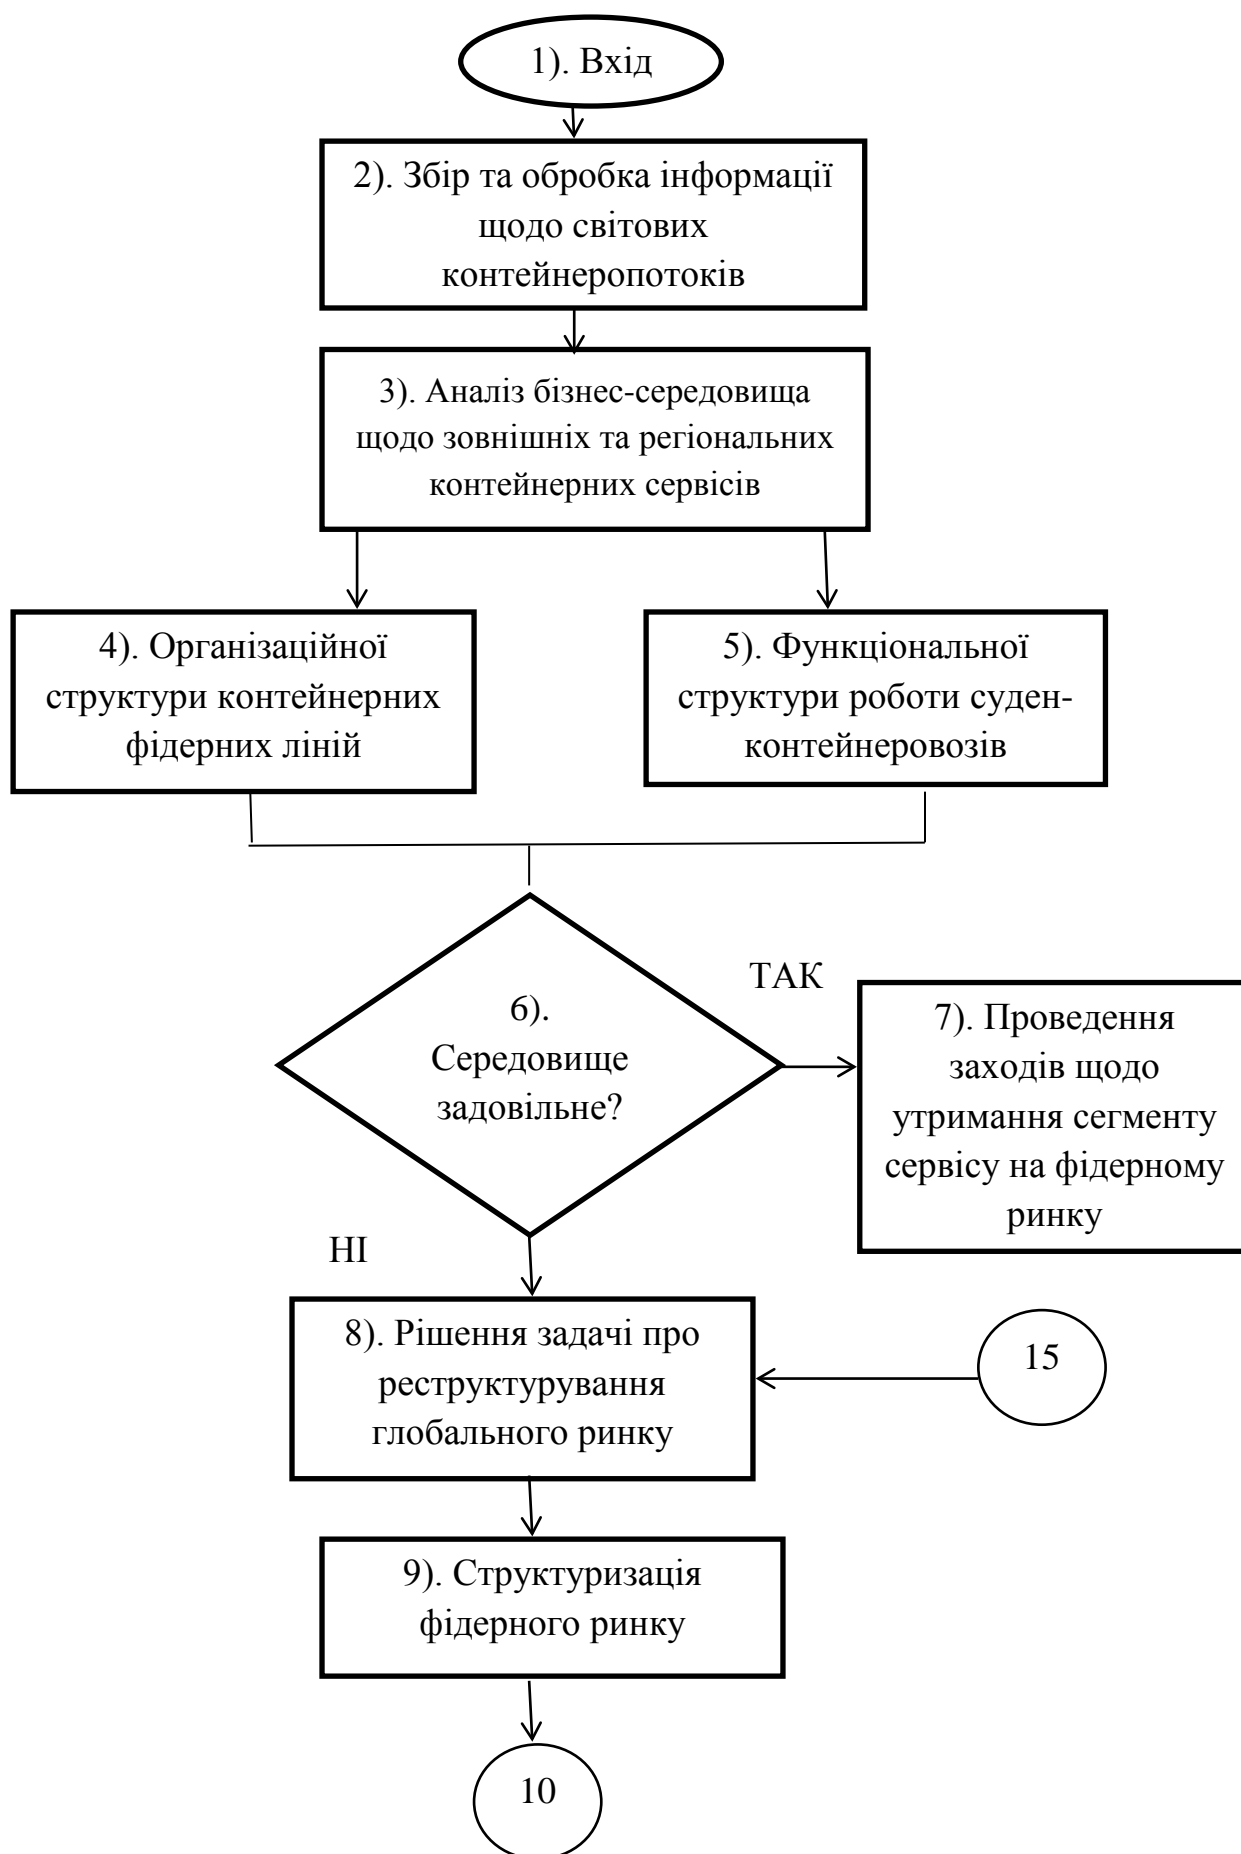 1). Вхід
2). Збір та обробка інформації
щодо світових
контейнеропотоків
3). Аналіз бізнес-середовища
щодо зовнішніх та регіональних
контейнерних сервісів
4). Організаційної
структури контейнерних
фідерних ліній
5). Функціональної
структури роботи суден-
контейнеровозів
6).
Середовище
задовільне?
ТАК
7). Проведення
заходів щодо
утримання сегменту
сервісу на фідерному
ринку
НІ
8). Рішення задачі про
реструктурування
глобального ринку
15
9). Структуризація
фідерного ринку
10